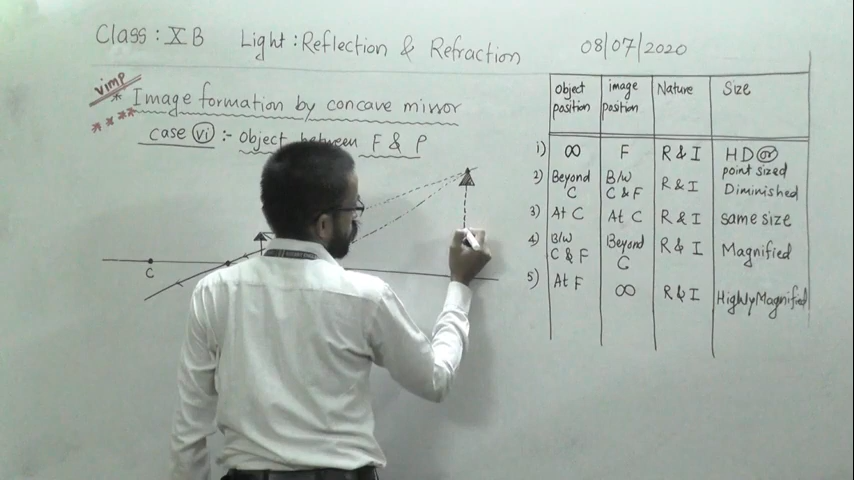 Class : X B Light : Reflection & Refraction 08/07/2020
VIMP
* Image formation by concave mirror
* * * *
Case (vi) :- Object between F & P
C
object position | image position | Nature | Size
1) ∞ | F | R & I | HD or point sized
2) Beyond C | B/w C & F | R & I | Diminished
3) At C | At C | R & I | same size
4) B/w C & F | Beyond C | R & I | Magnified
5) At F | ∞ | R & I | Highly Magnified